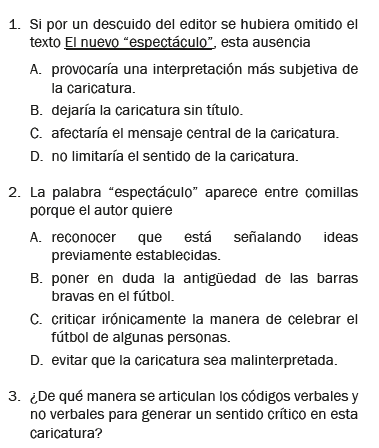 1. Si por un descuido del editor se hubiera omitido el
texto El nuevo “espectáculo”, esta ausencia
A. provocaría una interpretación más subjetiva de
la caricatura.
B. dejaría la caricatura sin título.
C. afectaría el mensaje central de la caricatura.
D. no limitaría el sentido de la caricatura.
2. La palabra “espectáculo” aparece entre comillas
porque el autor quiere
A. reconocer que está señalando ideas
previamente establecidas.
B. poner en duda la antigüedad de las barras
bravas en el fútbol.
C. criticar irónicamente la manera de celebrar el
fútbol de algunas personas.
D. evitar que la caricatura sea malinterpretada.
3. ¿De qué manera se articulan los códigos verbales y
no verbales para generar un sentido crítico en esta
caricatura?